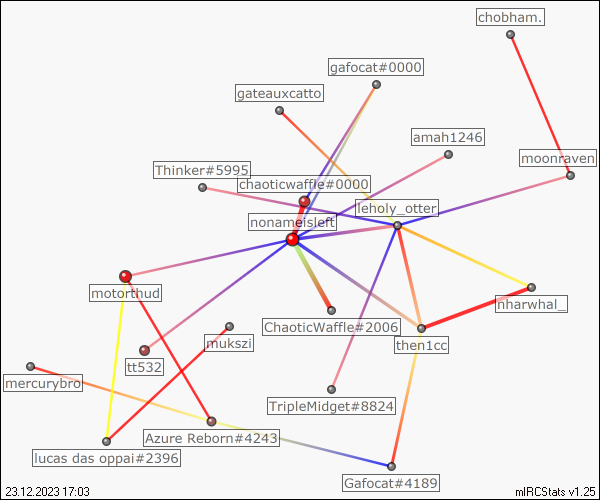 chobham.
gafocat#0000
gateauxcatto
amah1246
moonraven
Thinker#5995
chaoticwaffle#0000
leholy_otter
nonameisleft
motorthud
nharwhal_
ChaoticWaffle#2006
mukszi
then1cc
tt532
mercurybro
TripleMidget#8824
Azure Reborn#4243
lucas das oppai#2396
Gafocat#4189
23.12.2023 17:03
mIRCStats v1.25